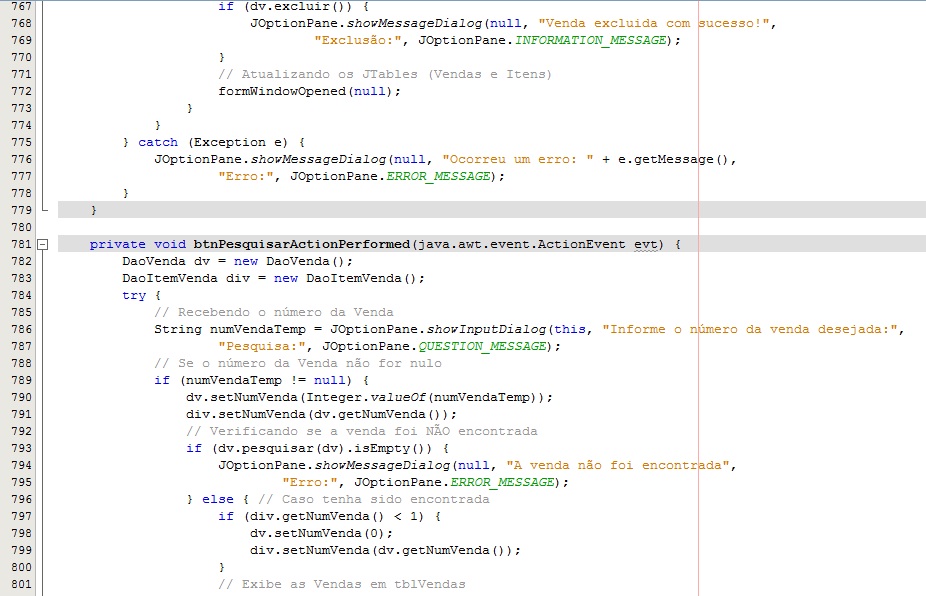 767 if (dv.excluir()) {
768 JOptionPane.showMessageDialog(null, "Venda excluida com sucesso!",
769 "Exclusão:", JOptionPane.INFORMATION_MESSAGE);
770 }
771 // Atualizando os JTables (Vendas e Itens)
772 formWindowOpened(null);
773 }
774 }
775 } catch (Exception e) {
776 JOptionPane.showMessageDialog(null, "Ocorreu um erro: " + e.getMessage(),
777 "Erro:", JOptionPane.ERROR_MESSAGE);
778 }
779 }
780
781 private void btnPesquisarActionPerformed(java.awt.event.ActionEvent evt) {
782 DaoVenda dv = new DaoVenda();
783 DaoItemVenda div = new DaoItemVenda();
784 try {
785 // Recebendo o número da Venda
786 String numVendaTemp = JOptionPane.showInputDialog(this, "Informe o número da venda desejada:",
787 "Pesquisa:", JOptionPane.QUESTION_MESSAGE);
788 // Se o número da Venda não for nulo
789 if (numVendaTemp != null) {
790 dv.setNumVenda(Integer.valueOf(numVendaTemp));
791 div.setNumVenda(dv.getNumVenda());
792 // Verificando se a venda foi NÃO encontrada
793 if (dv.pesquisar(dv).isEmpty()) {
794 JOptionPane.showMessageDialog(null, "A venda não foi encontrada",
795 "Erro:", JOptionPane.ERROR_MESSAGE);
796 } else { // Caso tenha sido encontrada
797 if (div.getNumVenda() < 1) {
798 dv.setNumVenda(0);
799 div.setNumVenda(dv.getNumVenda());
800 }
801 // Exibe as Vendas em tblVendas